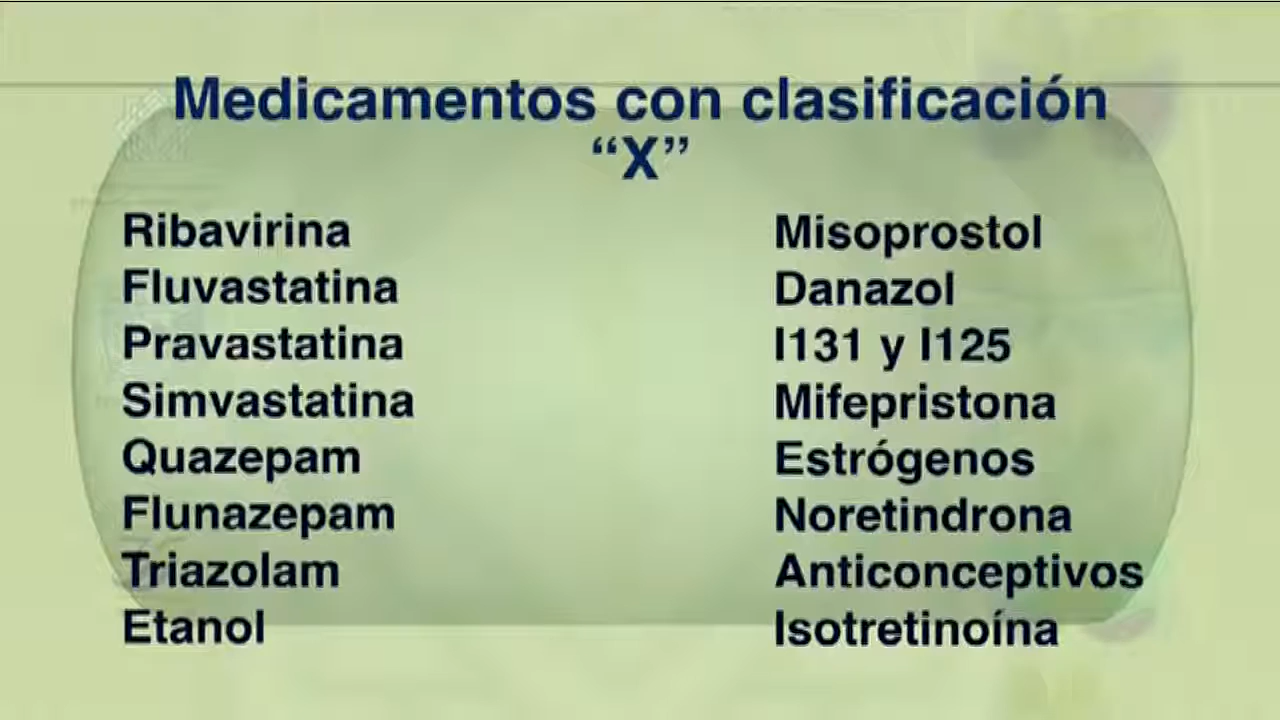 Medicamentos con clasificación
“X”
Ribavirina
Fluvastatina
Pravastatina
Simvastatina
Quazepam
Flunazepam
Triazolam
Etanol
Misoprostol
Danazol
I131 y I125
Mifepristona
Estrógenos
Noretindrona
Anticonceptivos
Isotretinoína